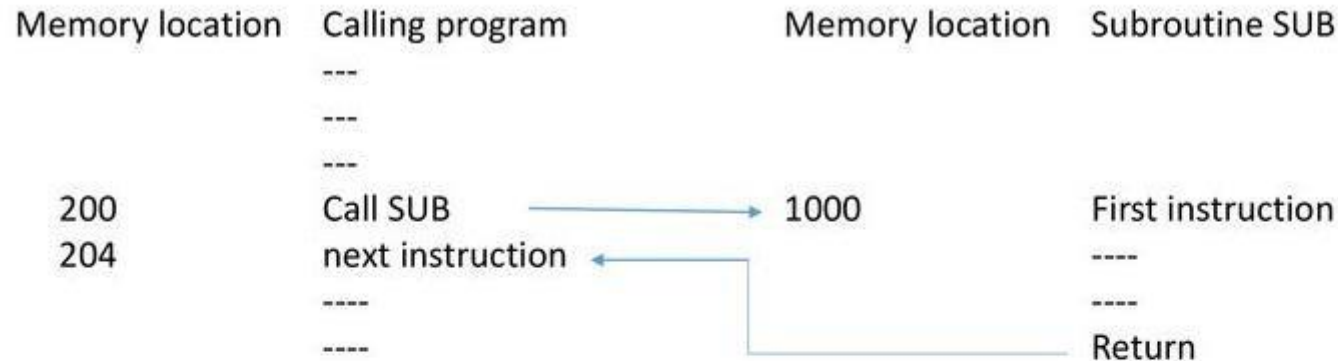 Memory location Calling program Memory location Subroutine SUB
---
---
---
200 Call SUB 1000 First instruction
204 next instruction ----
---- ----
---- Return